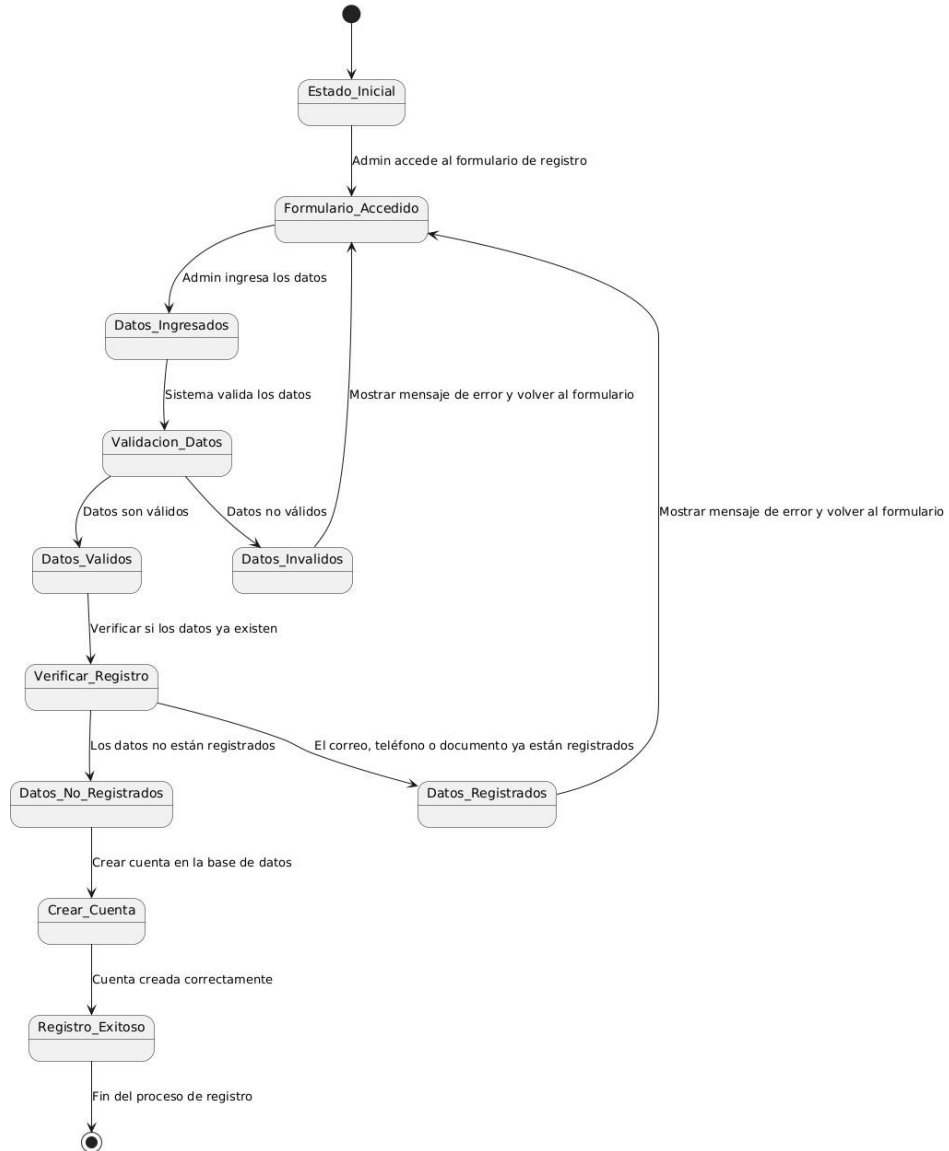 Estado_Inicial
Admin accede al formulario de registro
Formulario_Accedido
Admin ingresa los datos
Datos_Ingresados
Sistema valida los datos
Mostrar mensaje de error y volver al formulario
Validacion_Datos
Datos son válidos
Datos no válidos
Mostrar mensaje de error y volver al formulario
Datos_Validos
Datos_Invalidos
Verificar si los datos ya existen
Verificar_Registro
Los datos no están registrados
El correo, teléfono o documento ya están registrados
Datos_No_Registrados
Datos_Registrados
Crear cuenta en la base de datos
Crear_Cuenta
Cuenta creada correctamente
Registro_Exitoso
Fin del proceso de registro